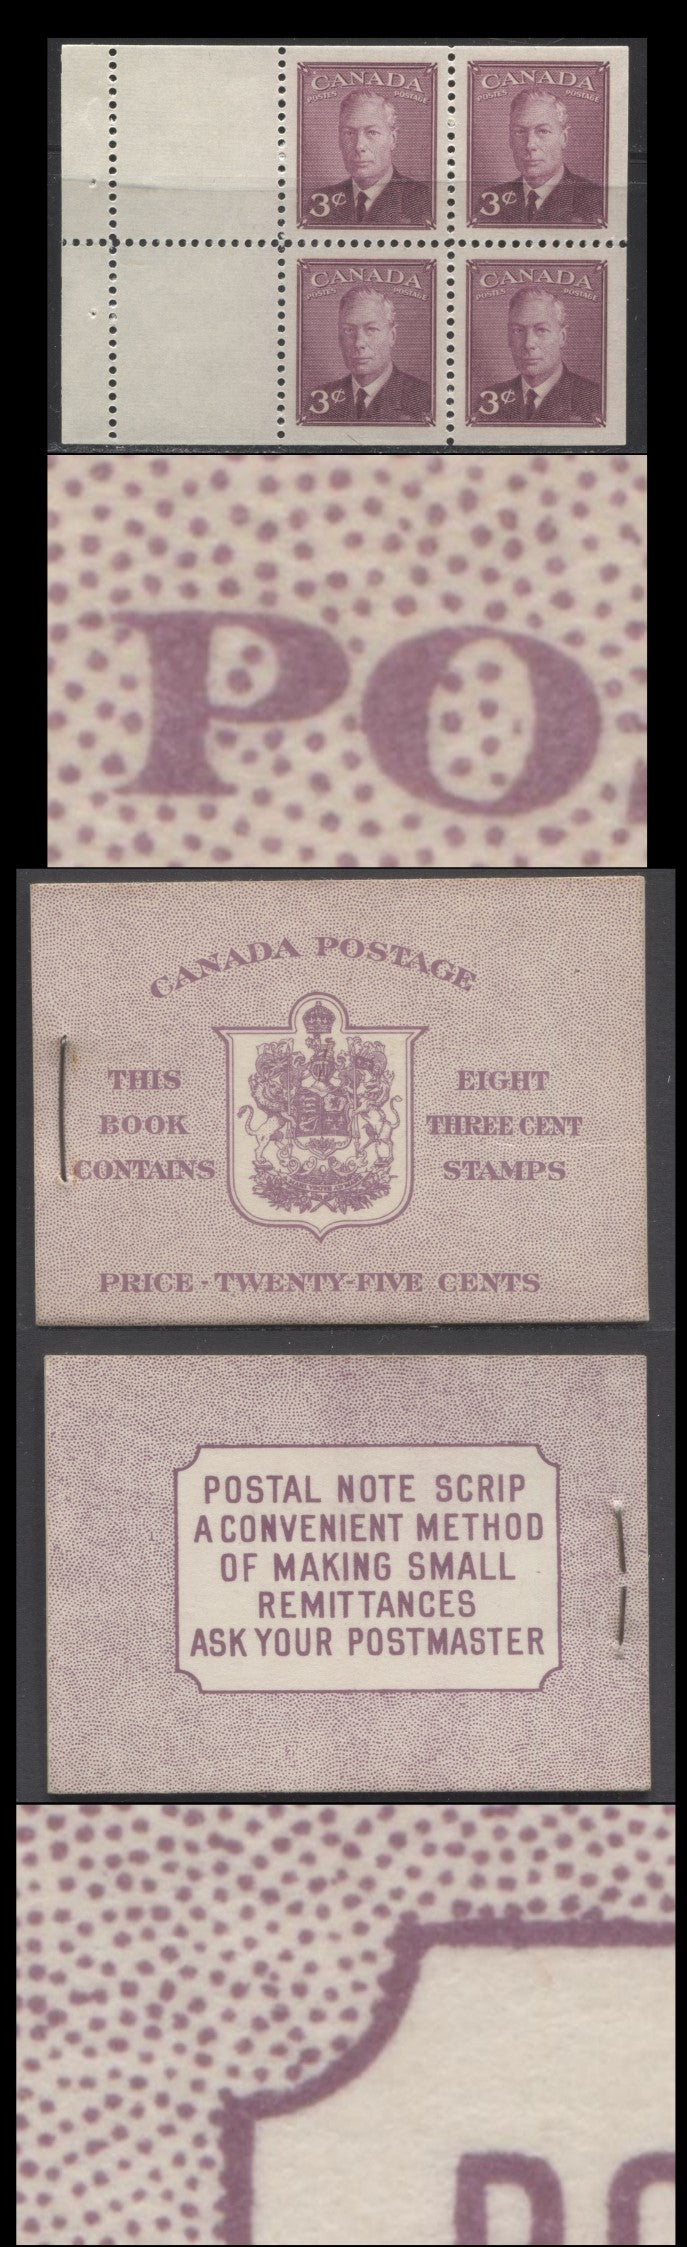 CANADA CANADA
POSTES POSTAGE POSTES POSTAGE
3¢ 3¢
CANADA CANADA
POSTES POSTAGE POSTES POSTAGE
3¢ 3¢
PO
CANADA POSTAGE
THIS EIGHT
BOOK THREE CENT
CONTAINS STAMPS
PRICE · TWENTY-FIVE CENTS
POSTAL NOTE SCRIP
A CONVENIENT METHOD
OF MAKING SMALL
REMITTANCES
ASK YOUR POSTMASTER